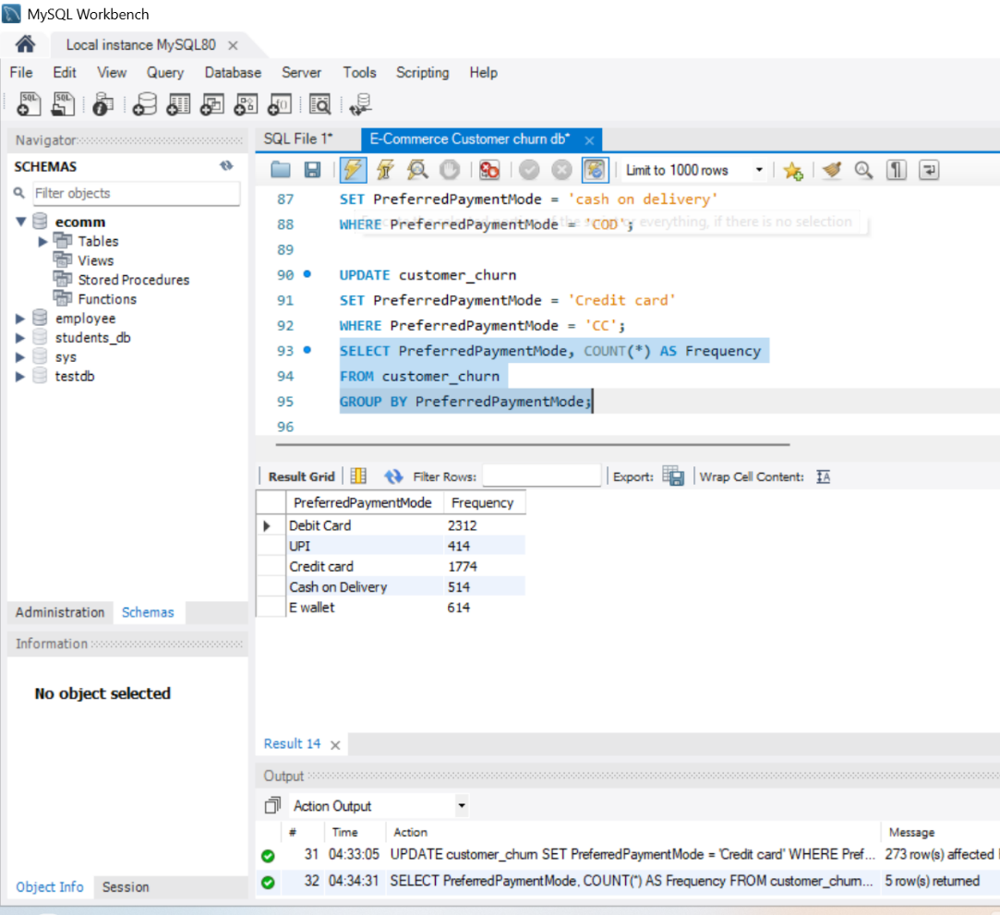 MySQL Workbench
Local instance MySQL80
File Edit View Query Database Server Tools Scripting Help
Navigator
SCHEMAS
Filter objects
ecomm
Tables
Views
Stored Procedures
Functions
employee
students_db
sys
testdb
Administration Schemas
Information
No object selected
Object Info Session
SQL File 1* E-Commerce Customer churn db*
Limit to 1000 rows
87 SET PreferredPaymentMode = 'cash on delivery'
88 WHERE PreferredPaymentMode = 'COD';
everything, if there is no selection
89
90 UPDATE customer_churn
91 SET PreferredPaymentMode = 'Credit card'
92 WHERE PreferredPaymentMode = 'CC';
93 SELECT PreferredPaymentMode, COUNT(*) AS Frequency
94 FROM customer_churn
95 GROUP BY PreferredPaymentMode;
96
Result Grid Filter Rows: Export: Wrap Cell Content: IA
PreferredPaymentMode Frequency
Debit Card 2312
UPI 414
Credit card 1774
Cash on Delivery 514
E wallet 614
Result 14
Output
Action Output
# Time Action Message
31 04:33:05 UPDATE customer_churn SET PreferredPaymentMode = 'Credit card' WHERE Pref... 273 row(s) affected
32 04:34:31 SELECT PreferredPaymentMode, COUNT(*) AS Frequency FROM customer_churn... 5 row(s) returned